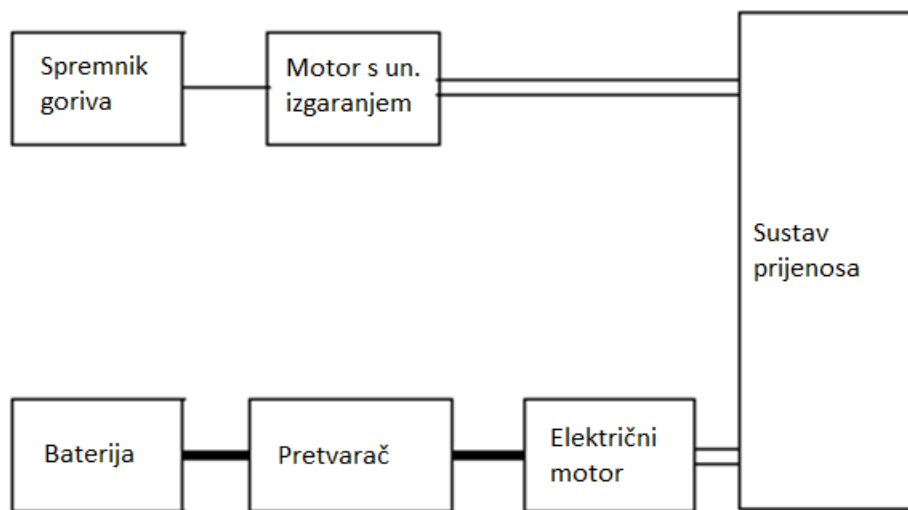 Spremnik
goriva
Motor s un.
izgaranjem
Sustav
prijenosa
Baterija
Pretvarač
Električni
motor